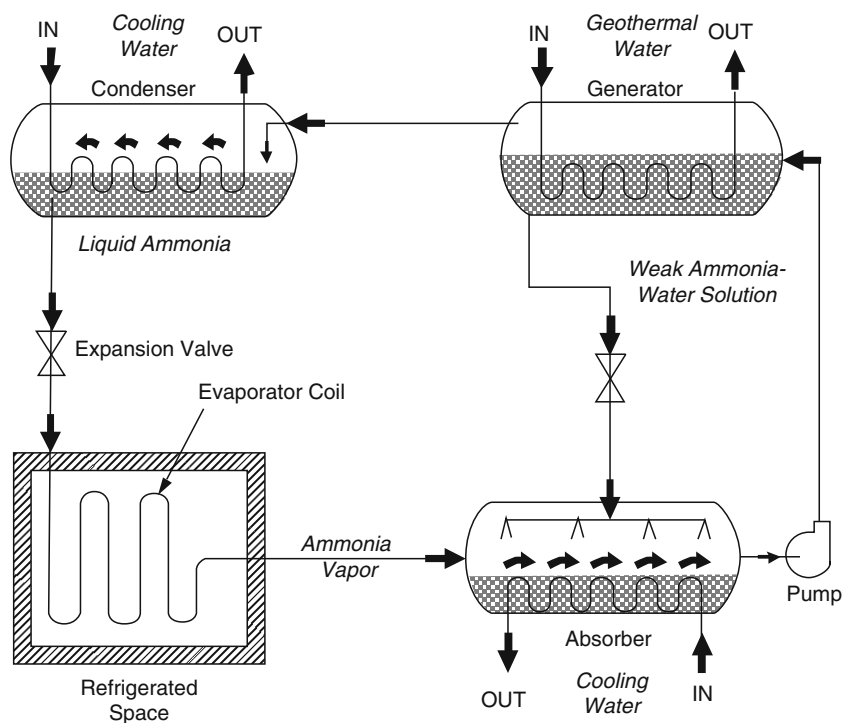 IN
Cooling
Water
OUT
Condenser
IN
Geothermal
Water
OUT
Generator
Liquid Ammonia
Weak Ammonia-
Water Solution
Expansion Valve
Evaporator Coil
Ammonia
Vapor
Pump
Absorber
Refrigerated
Space
OUT
Cooling
Water
IN